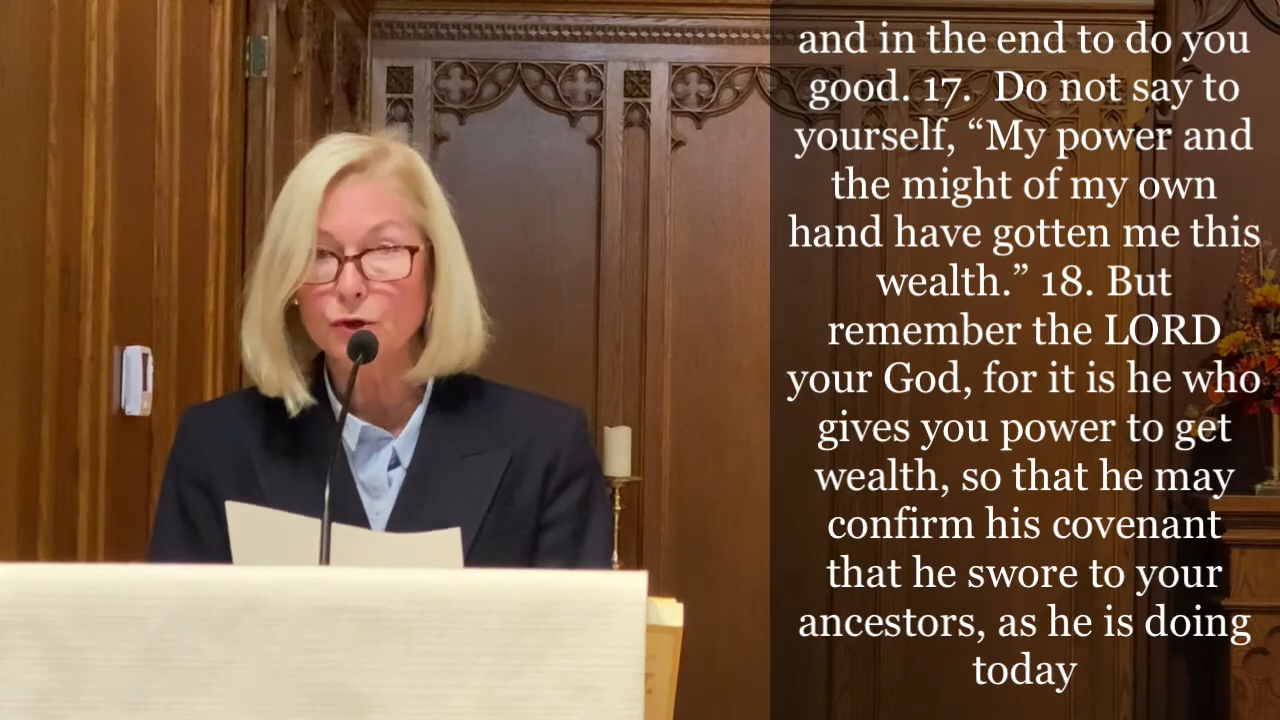 and in the end to do you
good. 17.  Do not say to
yourself, “My power and
the might of my own
hand have gotten me this
wealth.” 18. But
remember the LORD
your God, for it is he who
gives you power to get
wealth, so that he may
confirm his covenant
that he swore to your
ancestors, as he is doing
today